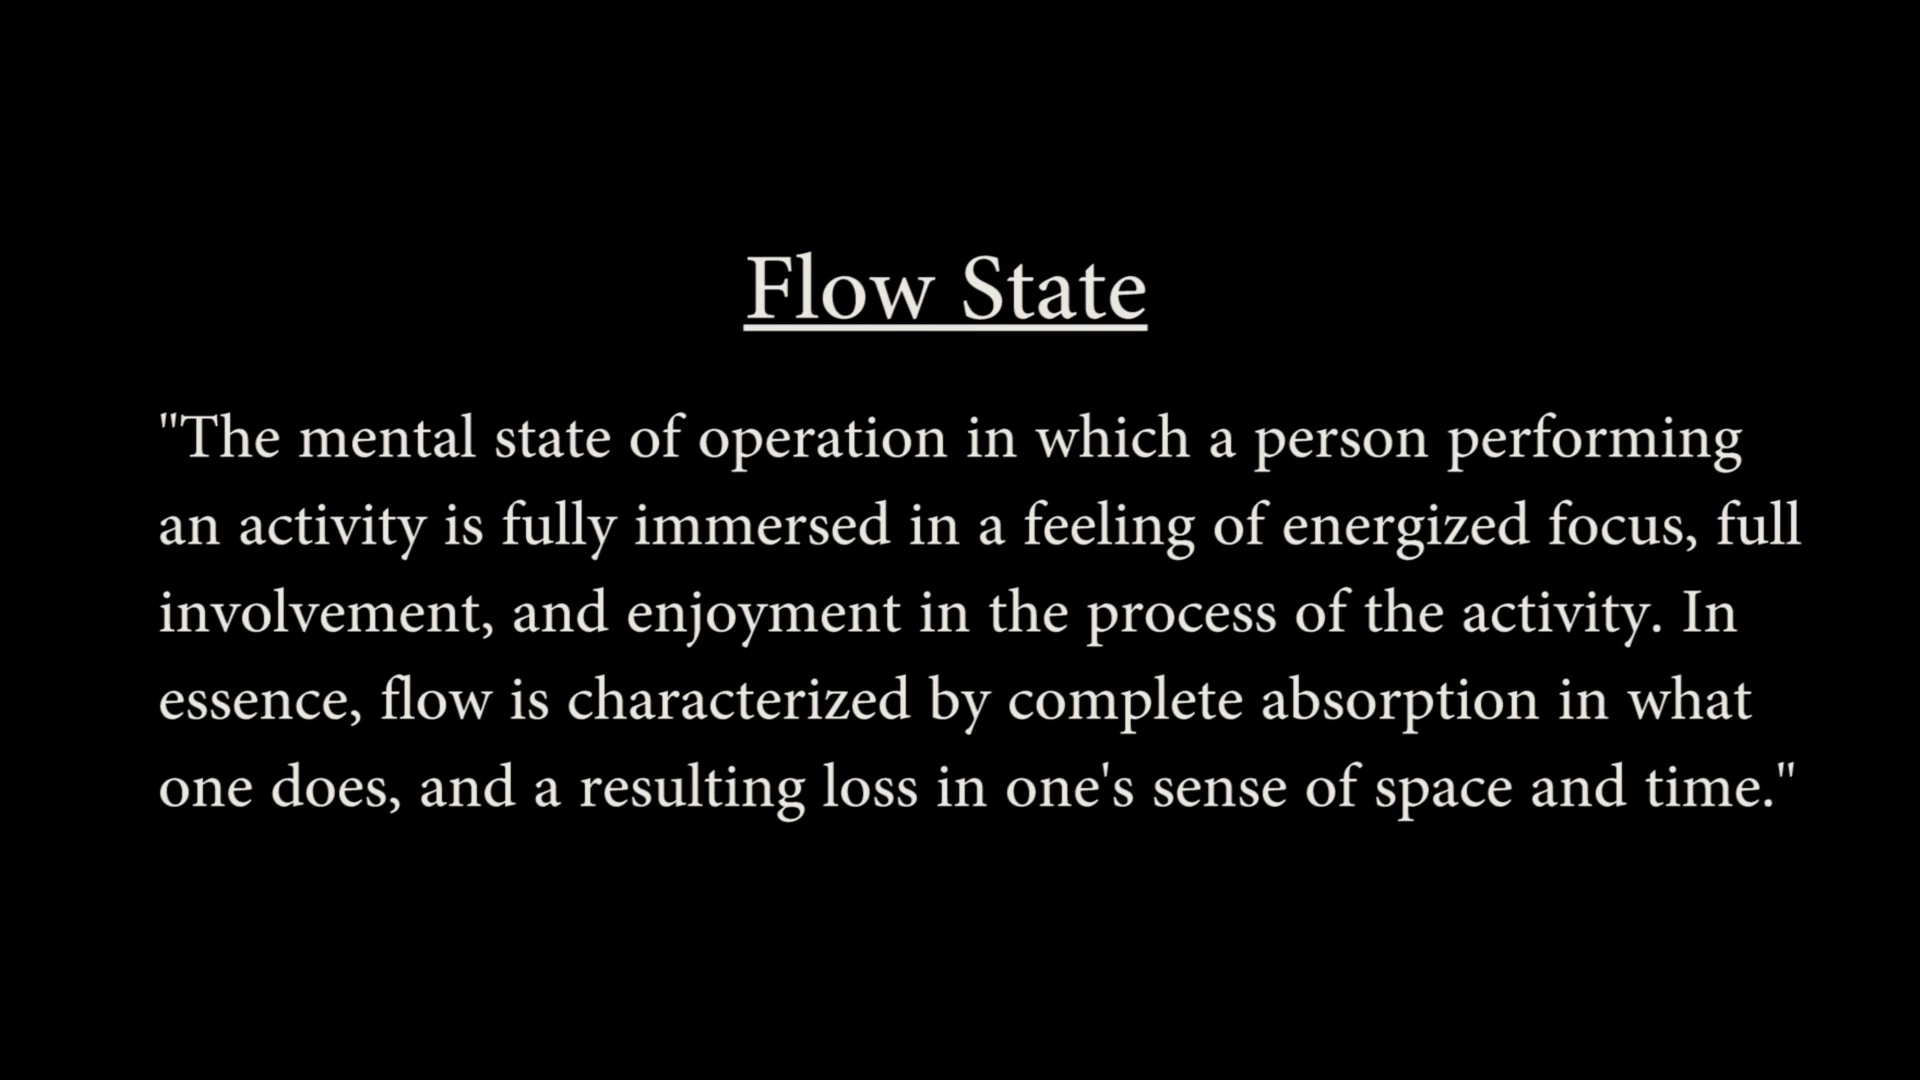 Flow State
"The mental state of operation in which a person performing
an activity is fully immersed in a feeling of energized focus, full
involvement, and enjoyment in the process of the activity. In
essence, flow is characterized by complete absorption in what
one does, and a resulting loss in one's sense of space and time."